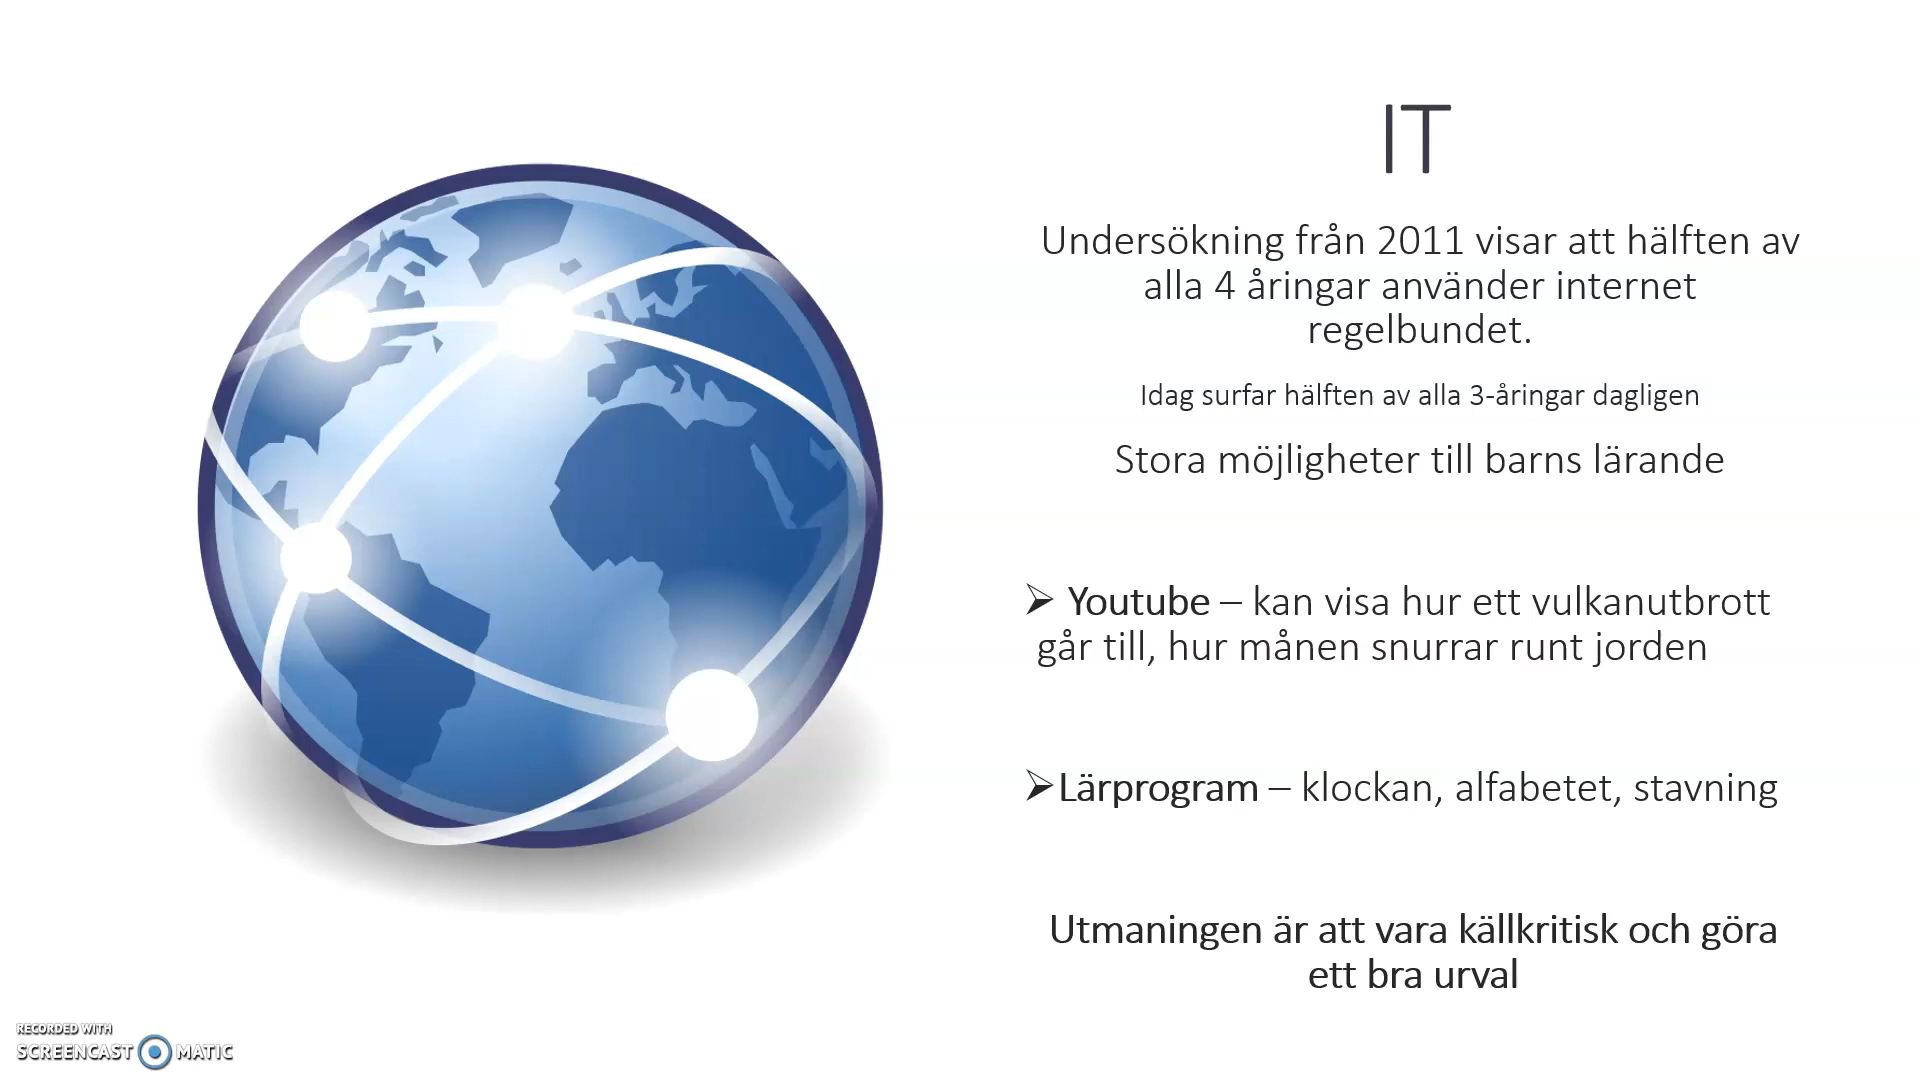 IT
Undersökning från 2011 visar att hälften av
alla 4 åringar använder internet
regelbundet.
Idag surfar hälften av alla 3-åringar dagligen
Stora möjligheter till barns lärande
➢ Youtube – kan visa hur ett vulkanutbrott
går till, hur månen snurrar runt jorden
➢Lärprogram – klockan, alfabetet, stavning
Utmaningen är att vara källkritisk och göra
ett bra urval
RECORDED WITH
SCREENCAST MATIC